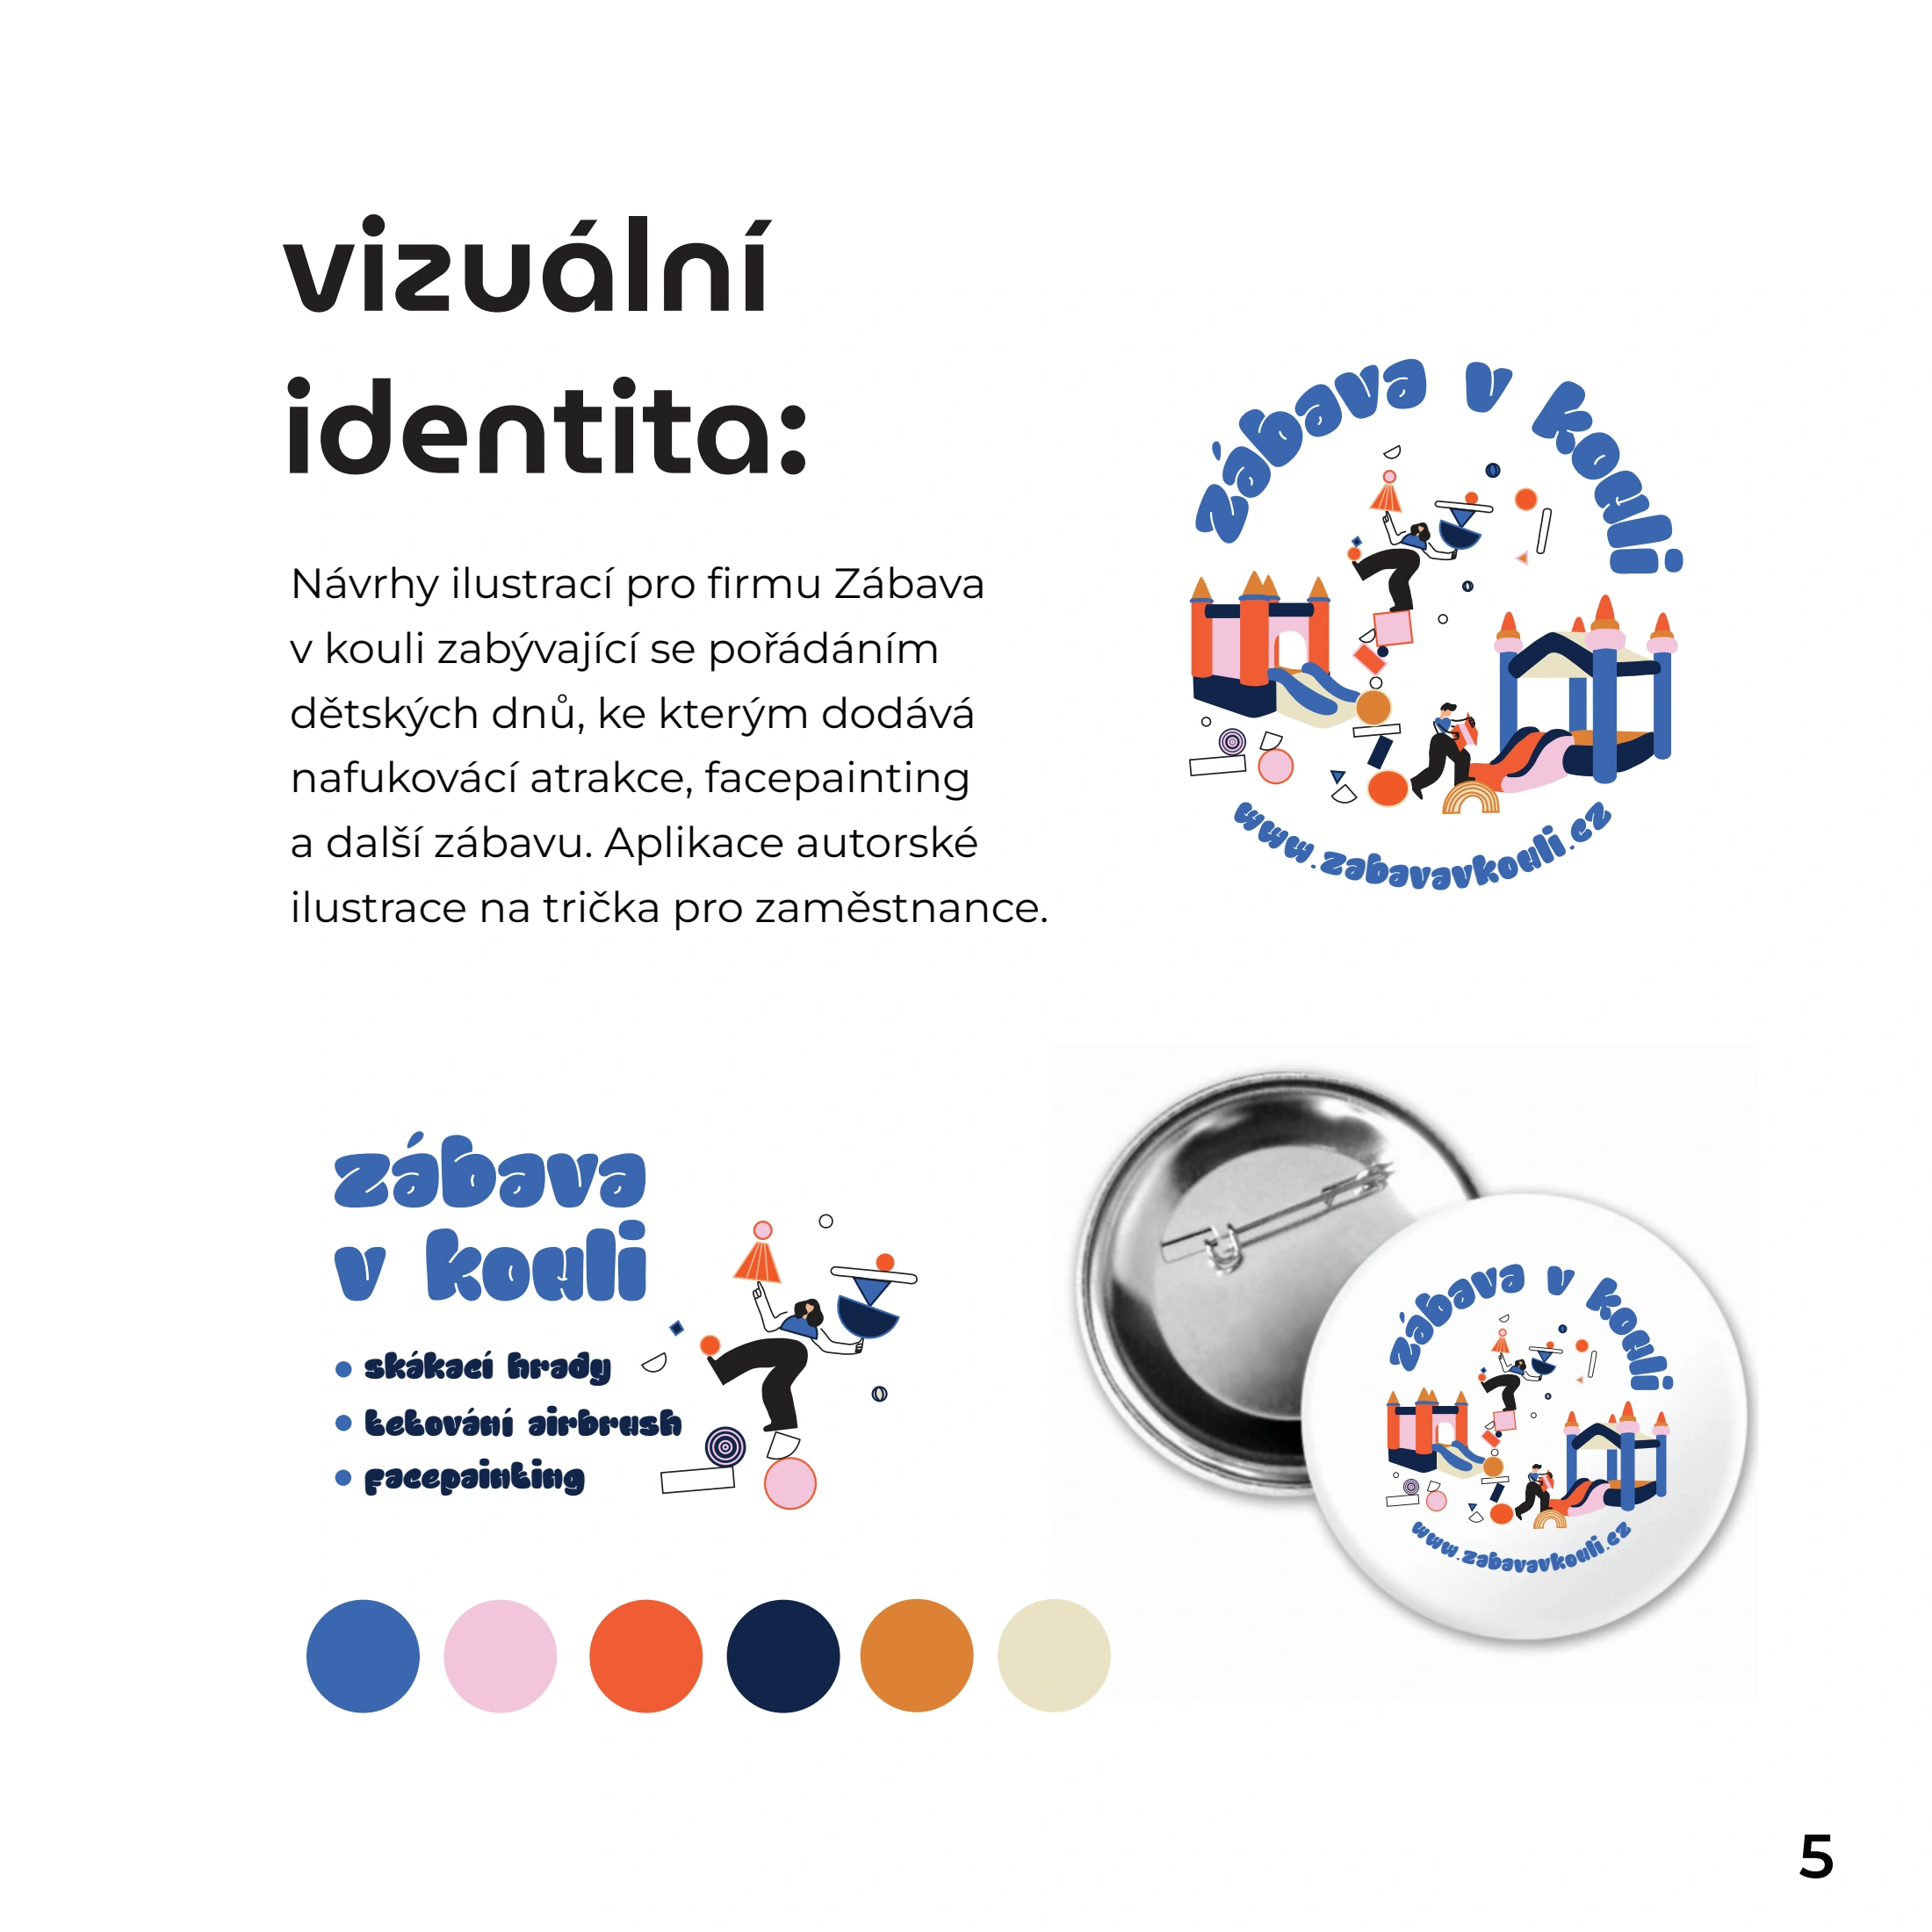 vizuální
identita:
Návrhy ilustrací pro firmu Zábava
v kouli zabývající se pořádáním
dětských dnů, ke kterým dodává
nafukovácí atrakce, facepainting
a další zábavu. Aplikace autorské
ilustrace na trička pro zaměstnance.
zábava v kouli
www.zabavavkouli.cz
zábava
v kouli
• skákací hrady
• tetování airbrush
• facepainting
zábava v kouli
www.zabavavkouli.cz
5